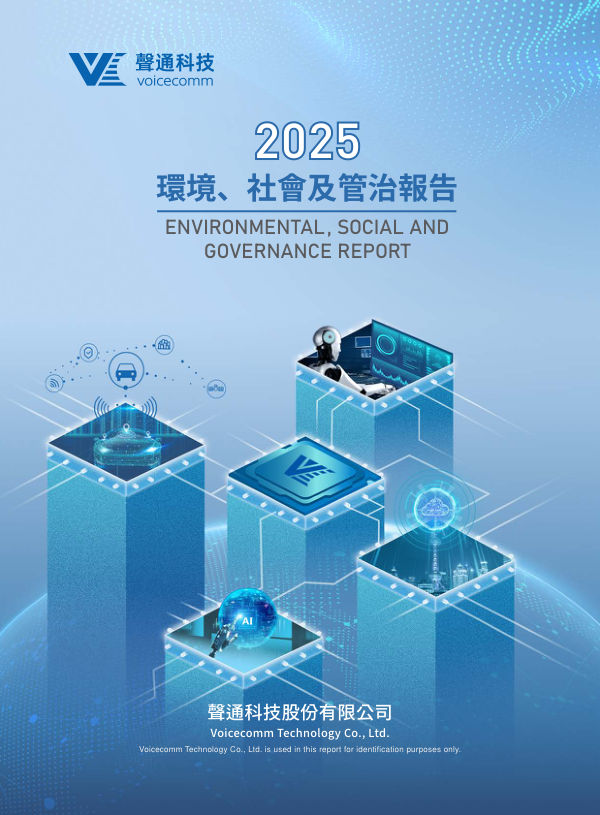 聲通科技
voicecomm
2025
環境、社會及管治報告
ENVIRONMENTAL, SOCIAL AND
GOVERNANCE REPORT
AI
聲通科技股份有限公司
Voicecomm Technology Co., Ltd.
Voicecomm Technology Co., Ltd. is used in this report for identification purposes only.